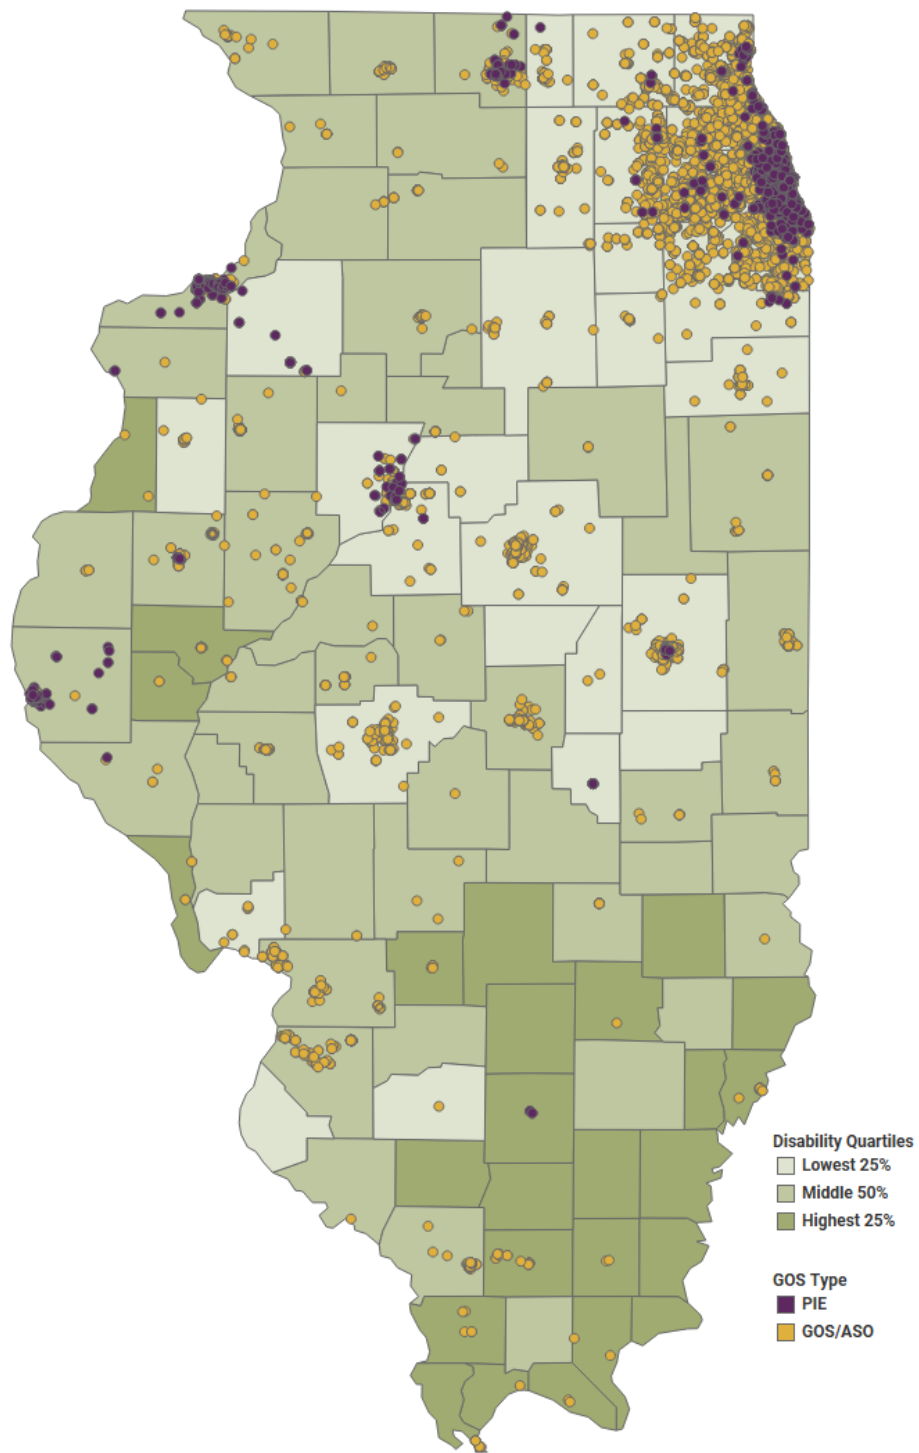 Disability Quartiles
Lowest 25%
Middle 50%
Highest 25%
GOS Type
PIE
GOS/ASO